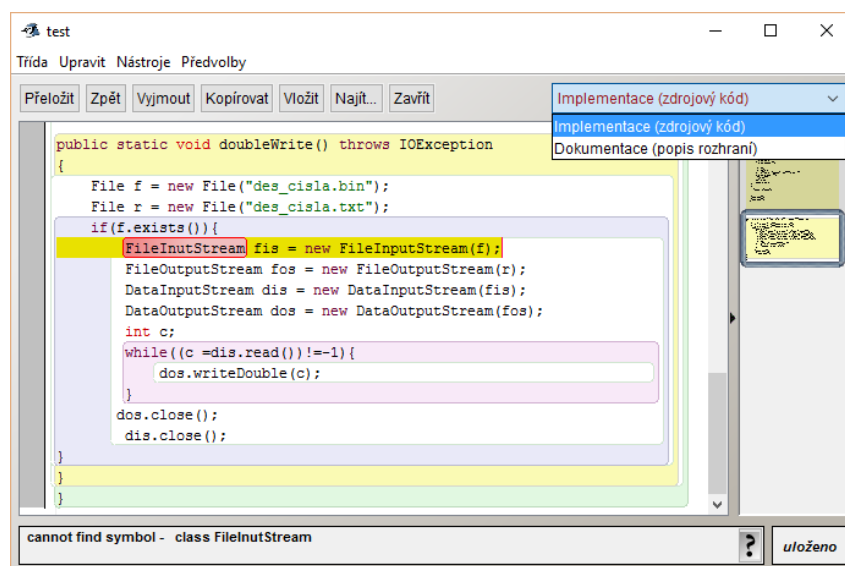 test
Třída Upravit Nástroje Předvolby
Přeložit Zpět Vyjmout Kopírovat Vložit Najít... Zavřít Implementace (zdrojový kód)
Implementace (zdrojový kód)
Dokumentace (popis rozhraní)
public static void doubleWrite() throws IOException
{
File f = new File("des_cisla.bin");
File r = new File("des_cisla.txt");
if(f.exists()){
FileInutStream fis = new FileInputStream(f);
FileOutputStream fos = new FileOutputStream(r);
DataInputStream dis = new DataInputStream(fis);
DataOutputStream dos = new DataOutputStream(fos);
int c;
while((c =dis.read())!=-1){
dos.writeDouble(c);
}
dos.close();
dis.close();
}
}
}
cannot find symbol - class FileInutStream
? uloženo